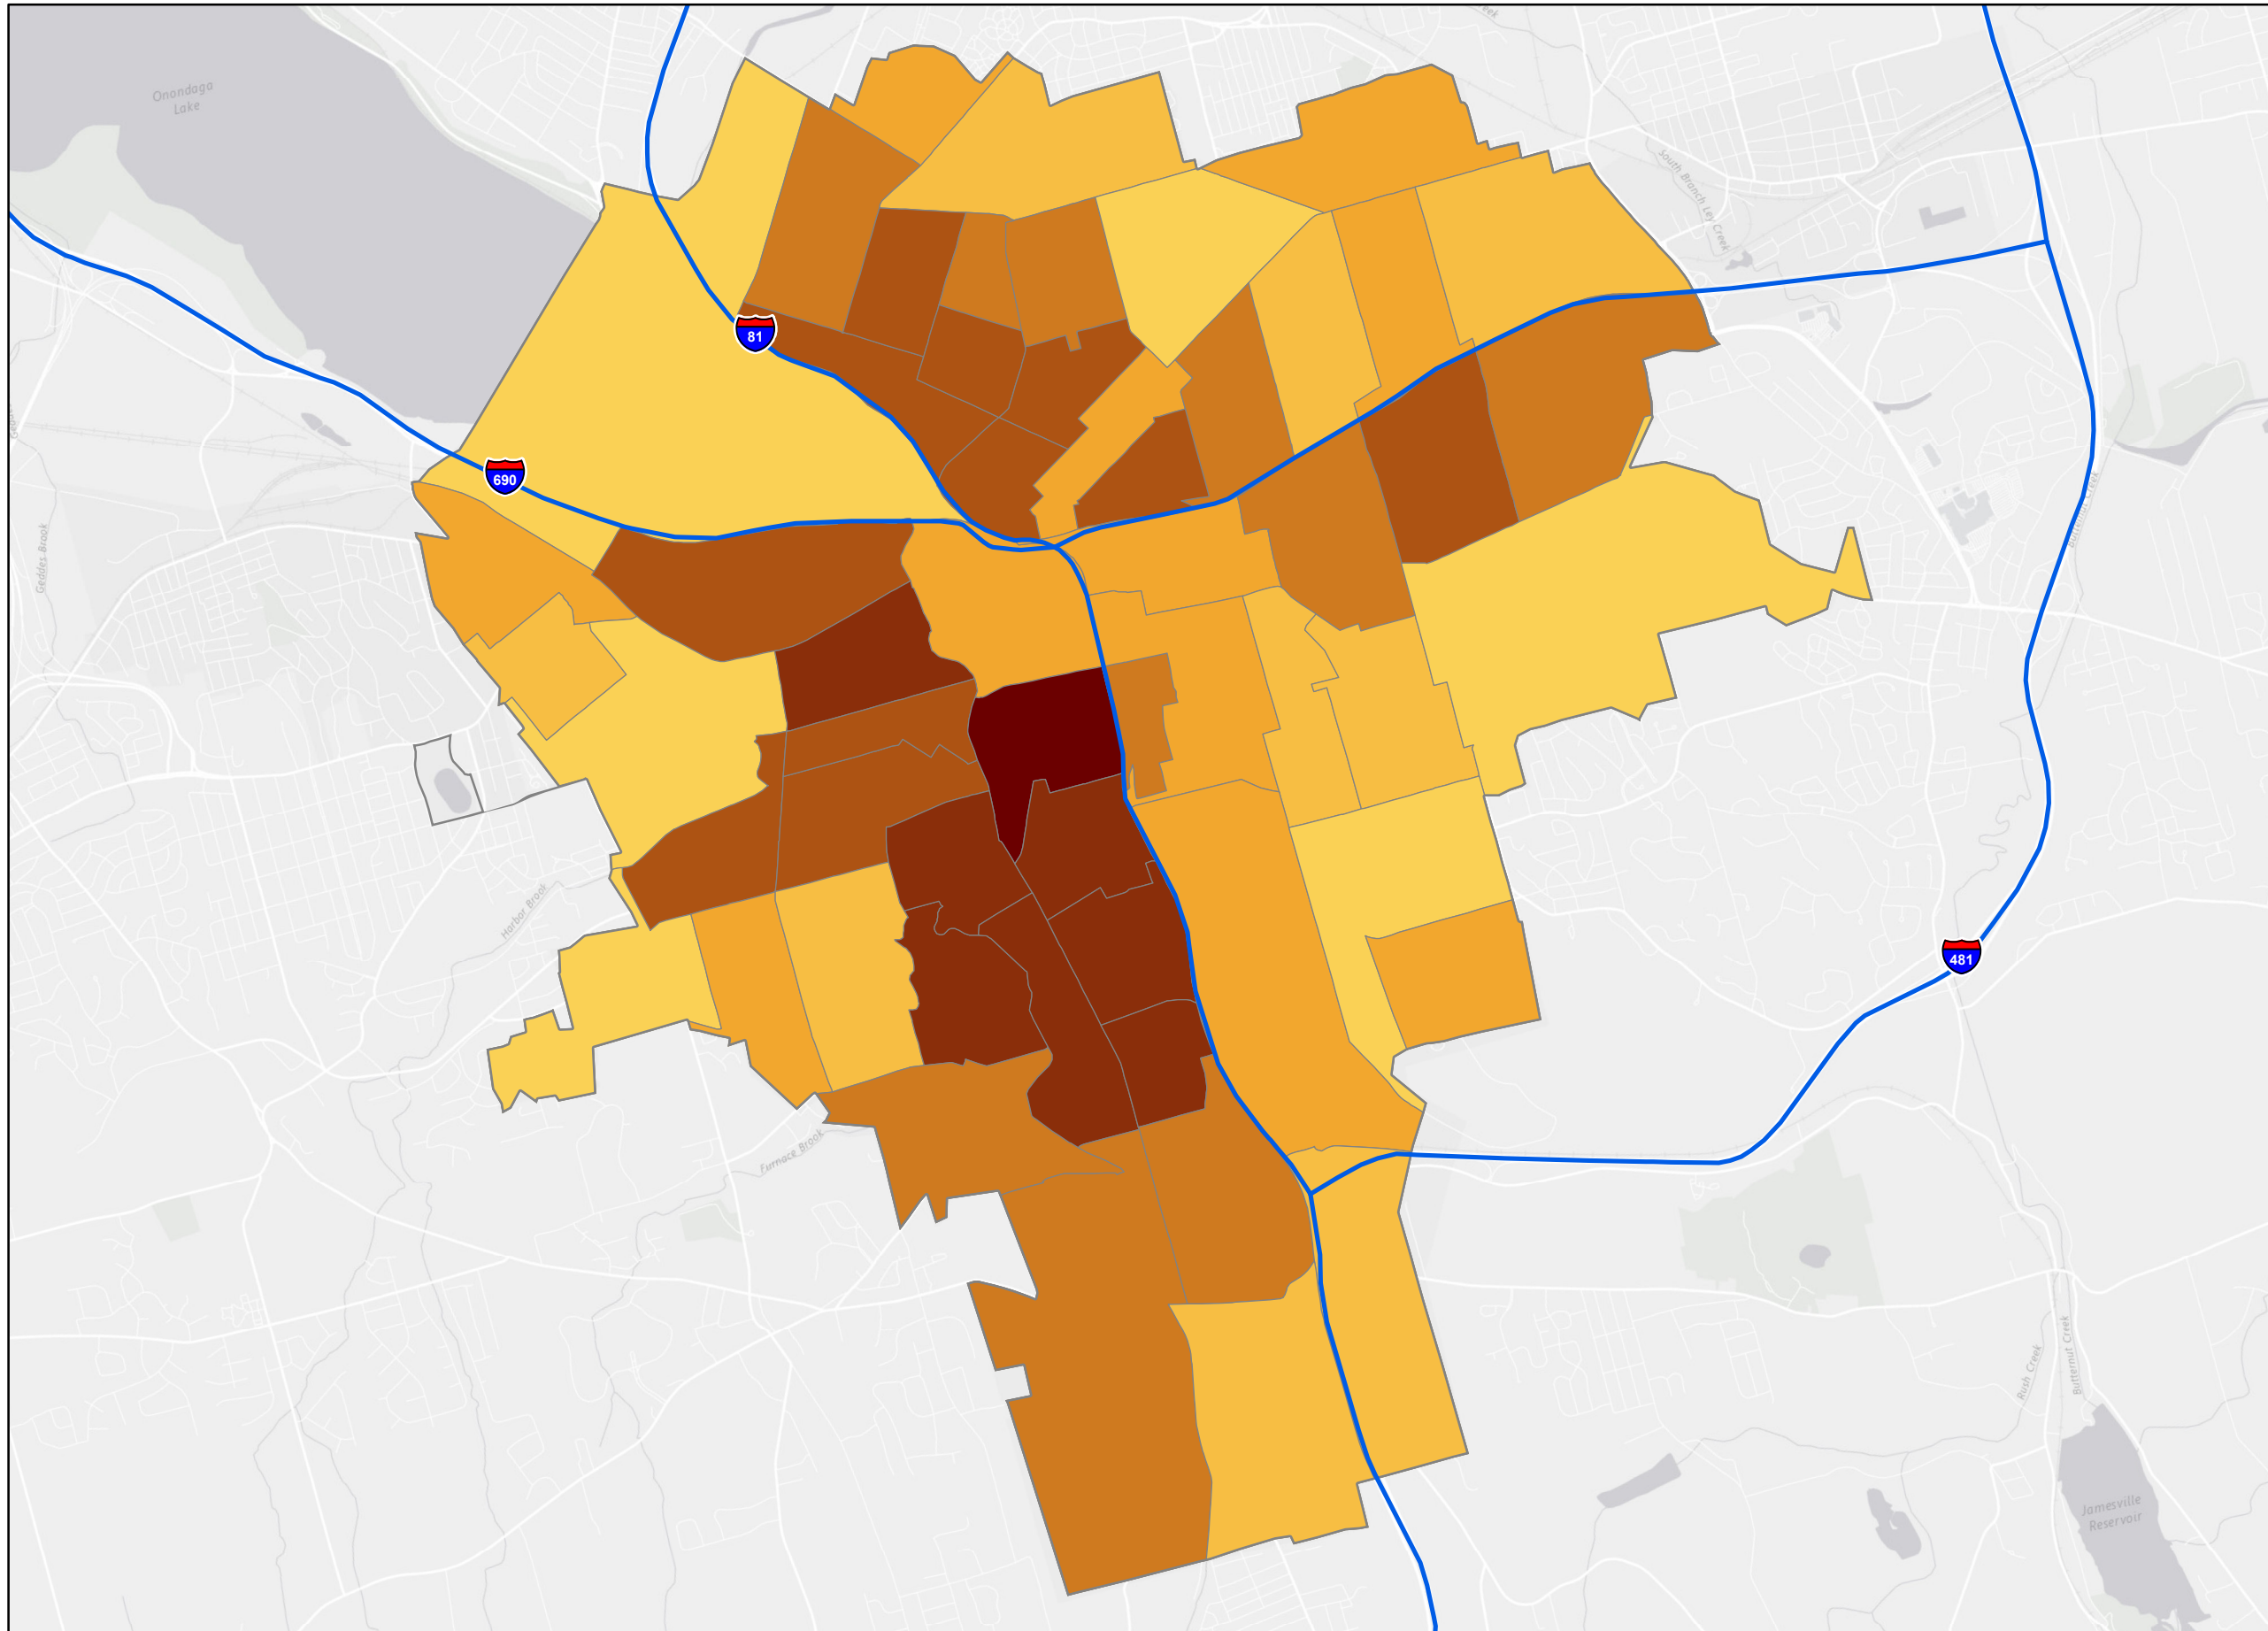 Creek
Onondaga
Lake
South Branch Ley Creek
81
690
Geddes Brook
Harbor Brook
481
Furnace Brook
Rush Creek
Butternut Creek
Jamesville
Reservoir